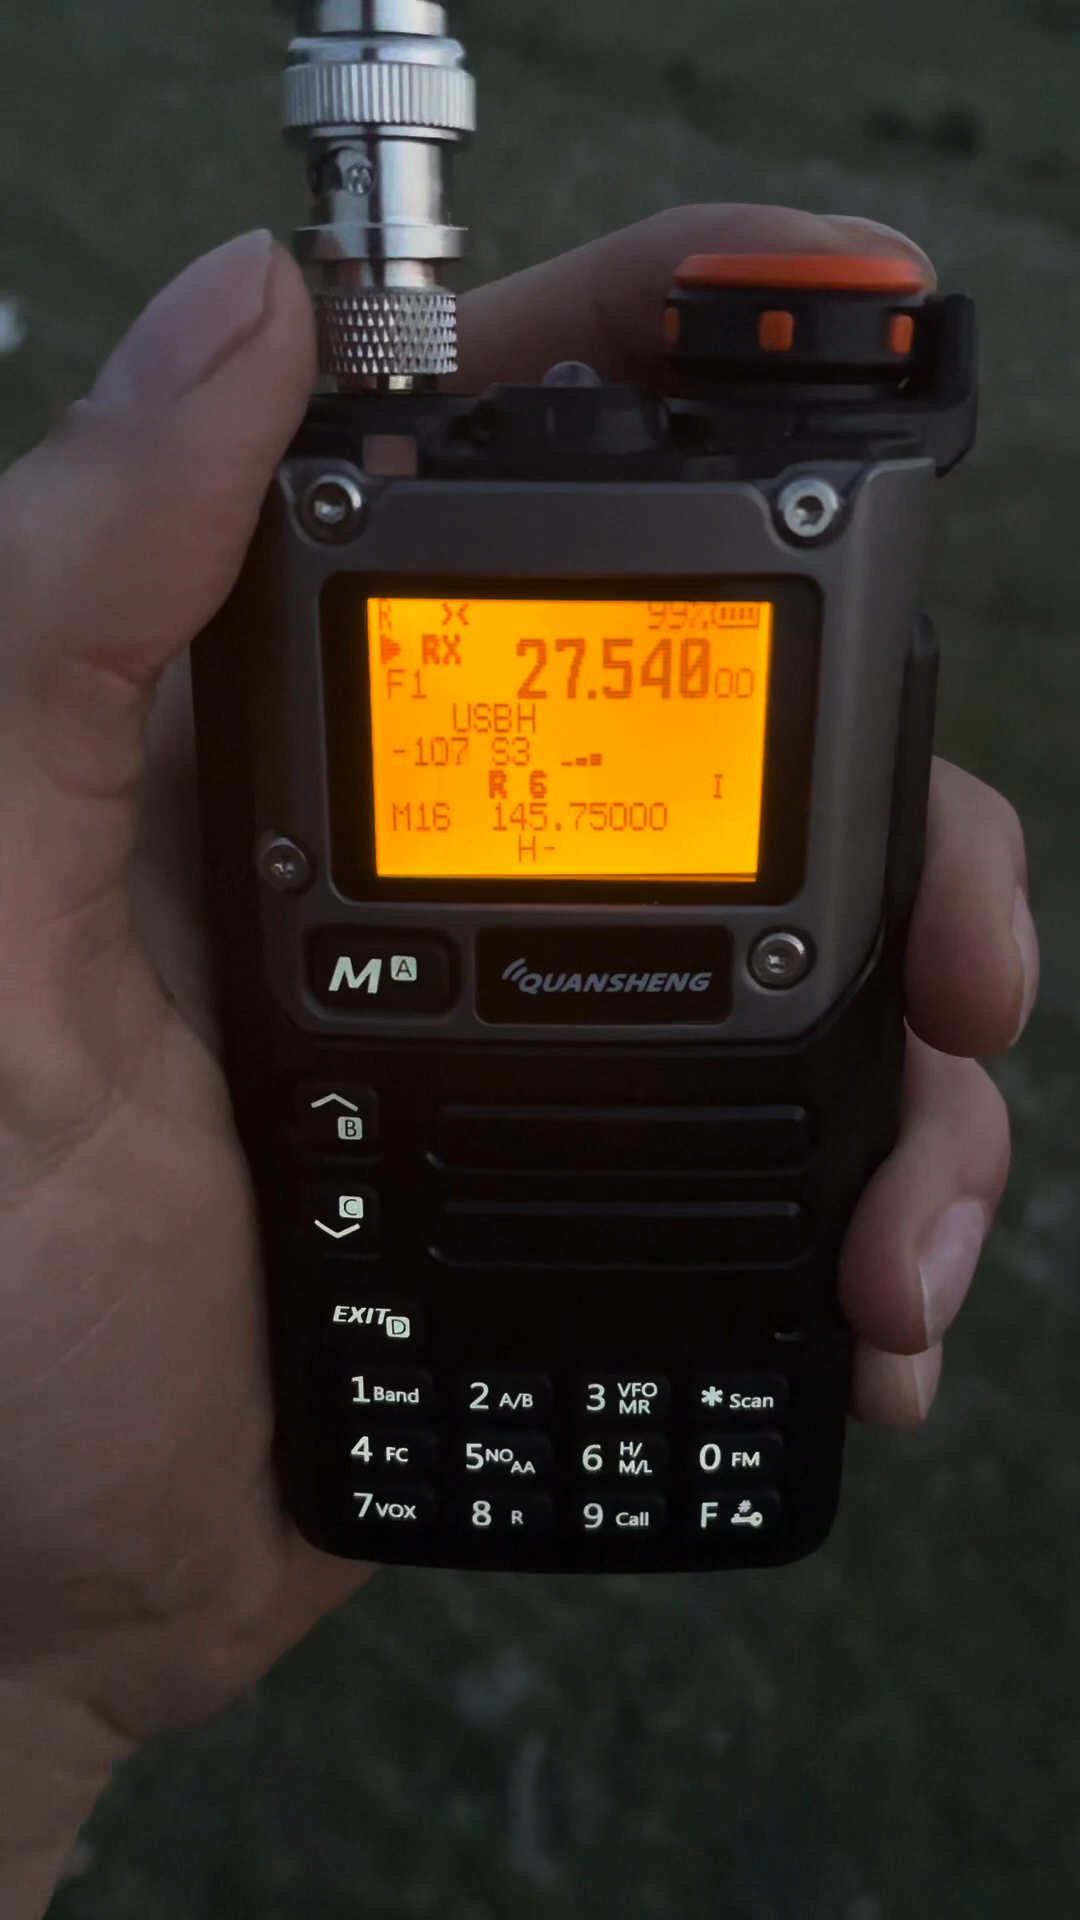 R 99%
RX 27.54000
F1
USBH
-107 S3
R 6 I
M16 145.75000
H-
M A
QUANSHENG
B
C
EXIT D
1 Band 2 A/B 3 VFO MR * Scan
4 FC 5 NO AA 6 H/M/L 0 FM
7 VOX 8 R 9 Call F #